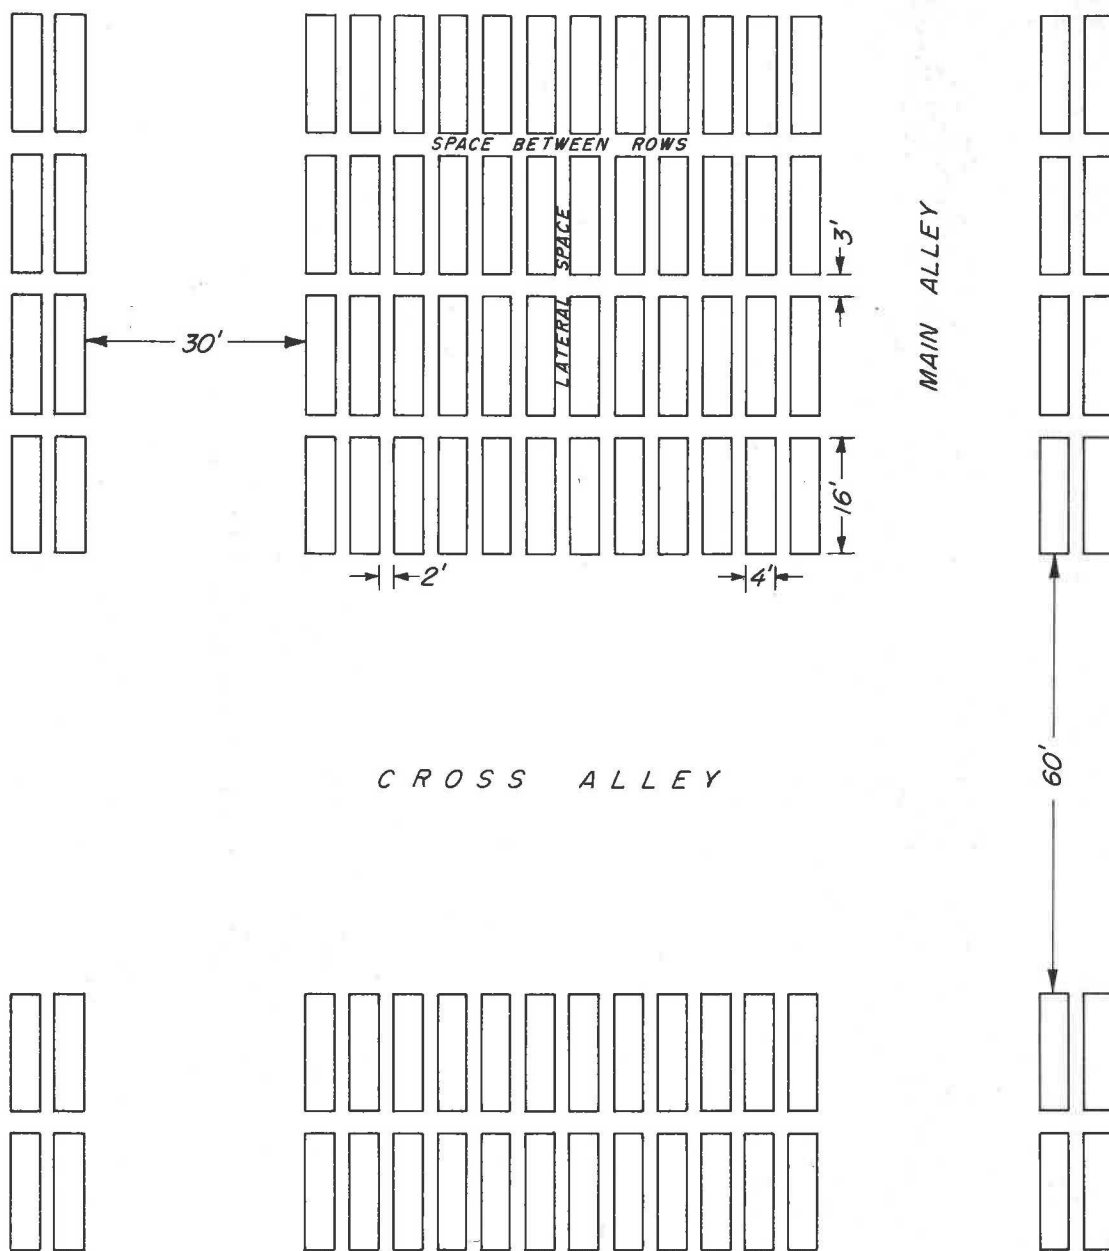 SPACE BETWEEN ROWS
LATERAL SPACE
3'
MAIN ALLEY
30'
16'
2'
4'
60'
CROSS ALLEY